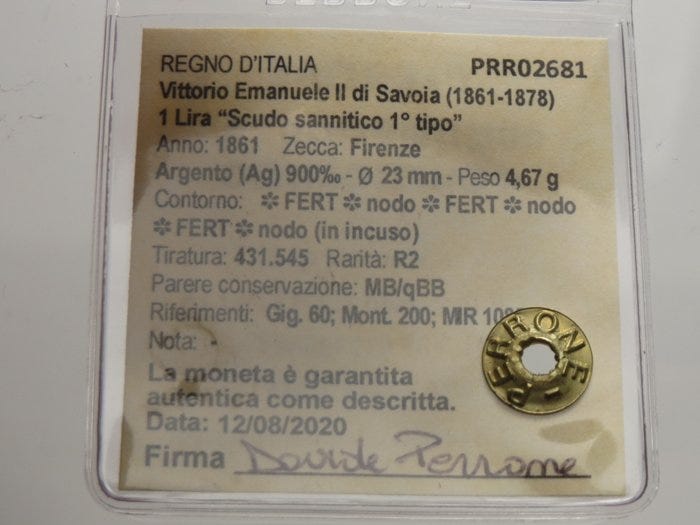 REGNO D'ITALIA PRR02681
Vittorio Emanuele II di Savoia (1861-1878)
1 Lira "Scudo sannitico 1° tipo"
Anno: 1861 Zecca: Firenze
Argento (Ag) 900‰ - Ø 23 mm - Peso 4,67 g
Contorno: ✽ FERT ✽ nodo ✽ FERT ✽ nodo
✽ FERT ✽ nodo (in incuso)
Tiratura: 431.545 Rarità: R2
Parere conservazione: MB/qBB
Riferimenti: Gig. 60; Mont. 200; MIR
Nota: -
La moneta è garantita
autentica come descritta.
Data: 12/08/2020
Firma Davide Perrone
PERRONE -